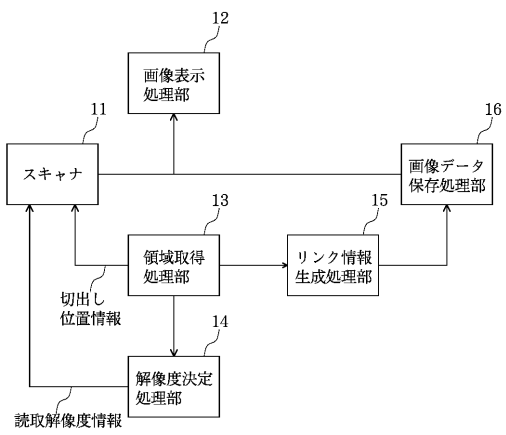 12
画像表示
処理部
11
スキャナ
16
画像データ
保存処理部
13
領域取得
処理部
15
リンク情報
生成処理部
切出し
位置情報
14
解像度決定
処理部
読取解像度情報